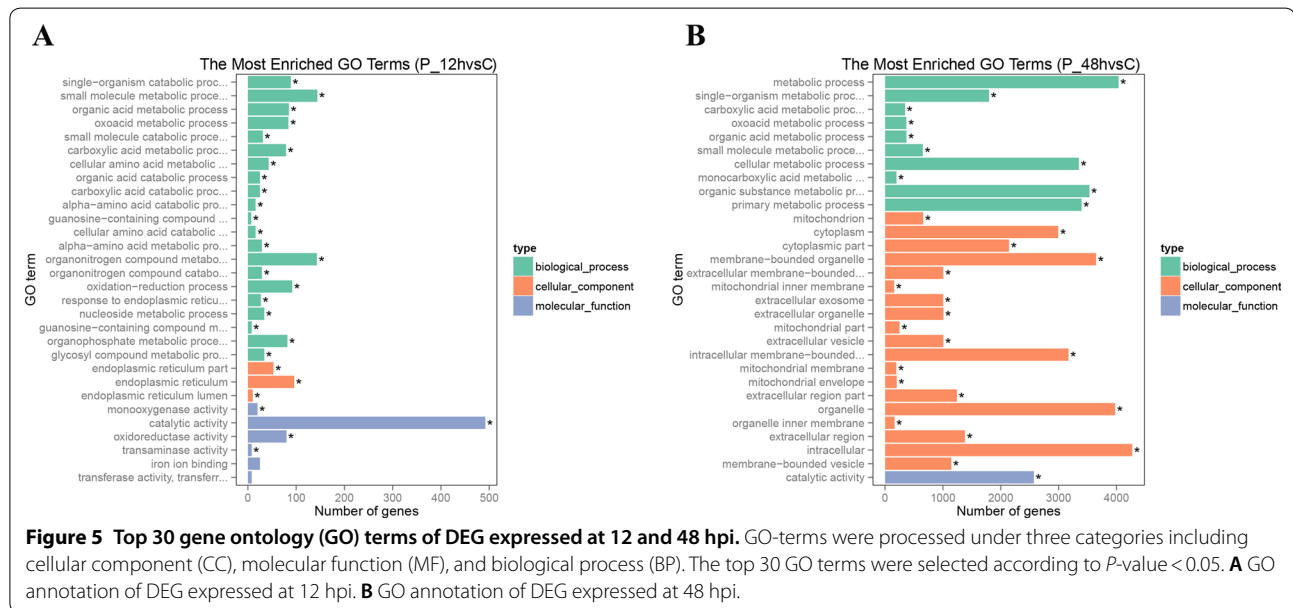 A
The Most Enriched GO Terms (P_12hvsC)
single−organism catabolic proc...
small molecule metabolic proce...
organic acid metabolic process
oxoacid metabolic process
small molecule catabolic proce...
carboxylic acid metabolic proc...
cellular amino acid metabolic ...
organic acid catabolic process
carboxylic acid catabolic proc...
alpha−amino acid catabolic pro...
guanosine−containing compound ...
cellular amino acid catabolic ...
alpha−amino acid metabolic pro...
organonitrogen compound metabo...
organonitrogen compound catabo...
oxidation−reduction process
response to endoplasmic reticu...
nucleoside metabolic process
guanosine−containing compound m...
organophosphate metabolic proce...
glycosyl compound metabolic pro...
endoplasmic reticulum part
endoplasmic reticulum
endoplasmic reticulum lumen
monooxygenase activity
catalytic activity
oxidoreductase activity
transaminase activity
iron ion binding
transferase activity, transferr...
GO term
* * * * * * * * * * * * * * * * * * * * * * * * * * * *
0 100 200 300 400 500
Number of genes
type
biological_process
cellular_component
molecular_function
B
The Most Enriched GO Terms (P_48hvsC)
metabolic process
single−organism metabolic proc...
carboxylic acid metabolic proc...
oxoacid metabolic process
organic acid metabolic process
small molecule metabolic proce...
cellular metabolic process
monocarboxylic acid metabolic ...
organic substance metabolic pr...
primary metabolic process
mitochondrion
cytoplasm
cytoplasmic part
membrane−bounded organelle
extracellular membrane−bounded...
mitochondrial inner membrane
extracellular exosome
extracellular organelle
mitochondrial part
extracellular vesicle
intracellular membrane−bounded...
mitochondrial membrane
mitochondrial envelope
extracellular region part
organelle
organelle inner membrane
extracellular region
intracellular
membrane−bounded vesicle
catalytic activity
GO term
* * * * * * * * * * * * * * * * * * * * * * * * * * * * * *
0 1000 2000 3000 4000
Number of genes
type
biological_process
cellular_component
molecular_function
Figure 5 Top 30 gene ontology (GO) terms of DEG expressed at 12 and 48 hpi. GO-terms were processed under three categories including
cellular component (CC), molecular function (MF), and biological process (BP). The top 30 GO terms were selected according to P-value < 0.05. A GO
annotation of DEG expressed at 12 hpi. B GO annotation of DEG expressed at 48 hpi.